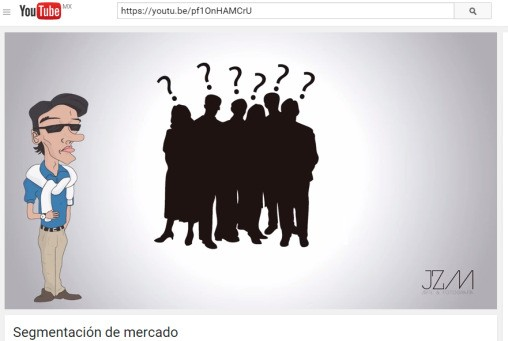 YouTube MX
https://youtu.be/pf1OnHAMCrU
? ? ? ? ? ?
JZM
Segmentación de mercado